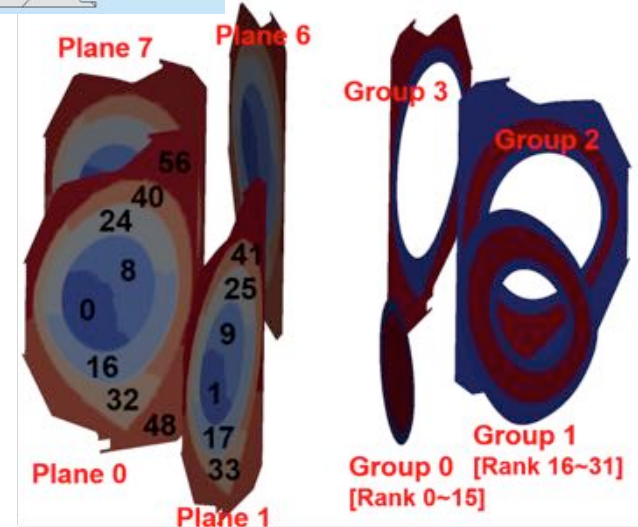 Plane 7
Plane 6
56
40
24
8
0
16
32
48
41
25
9
1
17
33
Plane 0
Plane 1
Group 3
Group 2
Group 1
[Rank 16~31]
Group 0
[Rank 0~15]